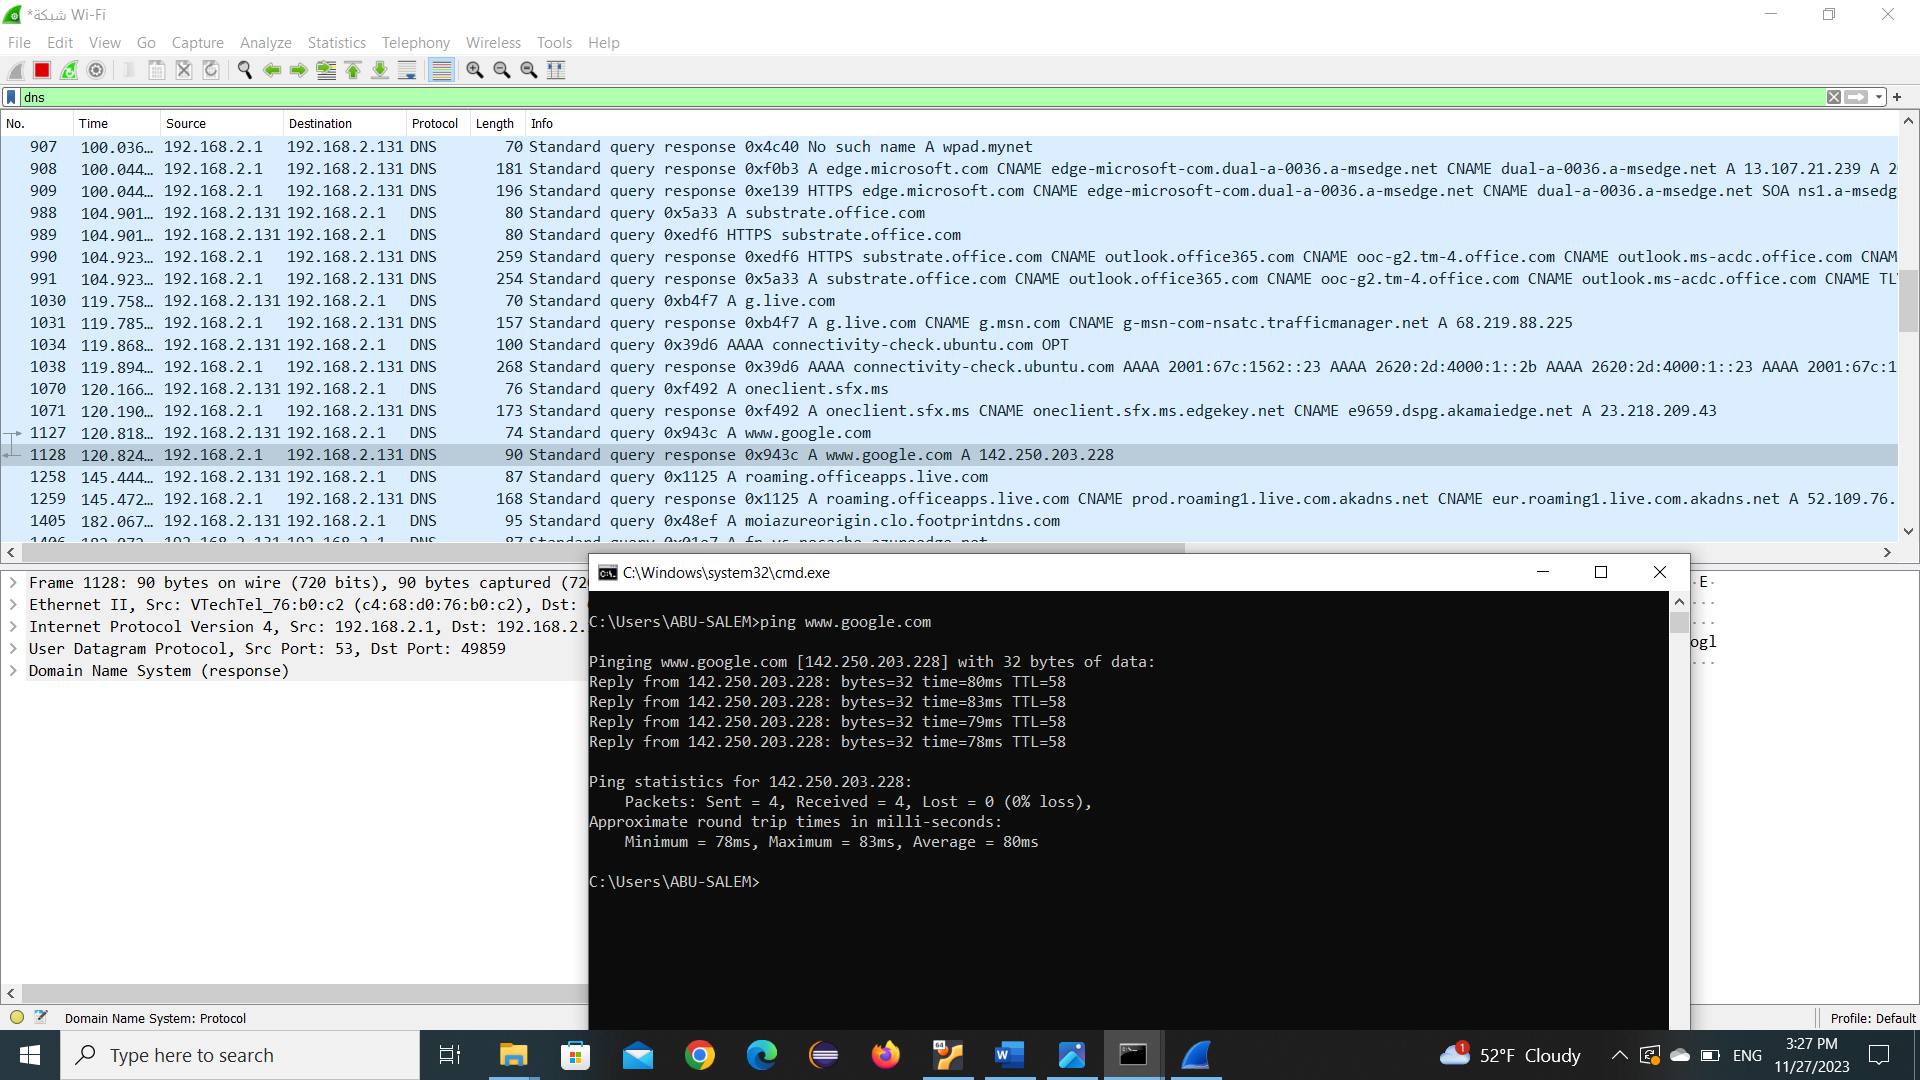 *شبكة Wi-Fi
File Edit View Go Capture Analyze Statistics Telephony Wireless Tools Help
dns
No. Time Source Destination Protocol Length Info
907 100.036… 192.168.2.1 192.168.2.131 DNS 70 Standard query response 0x4c40 No such name A wpad.mynet
908 100.044… 192.168.2.1 192.168.2.131 DNS 181 Standard query response 0xf0b3 A edge.microsoft.com CNAME edge-microsoft-com.dual-a-0036.a-msedge.net CNAME dual-a-0036.a-msedge.net A 13.107.21.239 A 2
909 100.044… 192.168.2.1 192.168.2.131 DNS 196 Standard query response 0xe139 HTTPS edge.microsoft.com CNAME edge-microsoft-com.dual-a-0036.a-msedge.net CNAME dual-a-0036.a-msedge.net SOA ns1.a-msedg
988 104.901… 192.168.2.131 192.168.2.1 DNS 80 Standard query 0x5a33 A substrate.office.com
989 104.901… 192.168.2.131 192.168.2.1 DNS 80 Standard query 0xedf6 HTTPS substrate.office.com
990 104.923… 192.168.2.1 192.168.2.131 DNS 259 Standard query response 0xedf6 HTTPS substrate.office.com CNAME outlook.office365.com CNAME ooc-g2.tm-4.office.com CNAME outlook.ms-acdc.office.com CNAM
991 104.923… 192.168.2.1 192.168.2.131 DNS 254 Standard query response 0x5a33 A substrate.office.com CNAME outlook.office365.com CNAME ooc-g2.tm-4.office.com CNAME outlook.ms-acdc.office.com CNAME TL
1030 119.758… 192.168.2.131 192.168.2.1 DNS 70 Standard query 0xb4f7 A g.live.com
1031 119.785… 192.168.2.1 192.168.2.131 DNS 157 Standard query response 0xb4f7 A g.live.com CNAME g.msn.com CNAME g-msn-com-nsatc.trafficmanager.net A 68.219.88.225
1034 119.868… 192.168.2.131 192.168.2.1 DNS 100 Standard query 0x39d6 AAAA connectivity-check.ubuntu.com OPT
1038 119.894… 192.168.2.1 192.168.2.131 DNS 268 Standard query response 0x39d6 AAAA connectivity-check.ubuntu.com AAAA 2001:67c:1562::23 AAAA 2620:2d:4000:1::2b AAAA 2620:2d:4000:1::23 AAAA 2001:67c:1
1070 120.166… 192.168.2.131 192.168.2.1 DNS 76 Standard query 0xf492 A oneclient.sfx.ms
1071 120.190… 192.168.2.1 192.168.2.131 DNS 173 Standard query response 0xf492 A oneclient.sfx.ms CNAME oneclient.sfx.ms.edgekey.net CNAME e9659.dspg.akamaiedge.net A 23.218.209.43
1127 120.818… 192.168.2.131 192.168.2.1 DNS 74 Standard query 0x943c A www.google.com
1128 120.824… 192.168.2.1 192.168.2.131 DNS 90 Standard query response 0x943c A www.google.com A 142.250.203.228
1258 145.444… 192.168.2.131 192.168.2.1 DNS 87 Standard query 0x1125 A roaming.officeapps.live.com
1259 145.472… 192.168.2.1 192.168.2.131 DNS 168 Standard query response 0x1125 A roaming.officeapps.live.com CNAME prod.roaming1.live.com.akadns.net CNAME eur.roaming1.live.com.akadns.net A 52.109.76.
1405 182.067… 192.168.2.131 192.168.2.1 DNS 95 Standard query 0x48ef A moiazureorigin.clo.footprintdns.com
Frame 1128: 90 bytes on wire (720 bits), 90 bytes captured (72
Ethernet II, Src: VTechTel_76:b0:c2 (c4:68:d0:76:b0:c2), Dst:
Internet Protocol Version 4, Src: 192.168.2.1, Dst: 192.168.2.
User Datagram Protocol, Src Port: 53, Dst Port: 49859
Domain Name System (response)
·E·
ogl
C:\Windows\system32\cmd.exe
C:\Users\ABU-SALEM>ping www.google.com
Pinging www.google.com [142.250.203.228] with 32 bytes of data:
Reply from 142.250.203.228: bytes=32 time=80ms TTL=58
Reply from 142.250.203.228: bytes=32 time=83ms TTL=58
Reply from 142.250.203.228: bytes=32 time=79ms TTL=58
Reply from 142.250.203.228: bytes=32 time=78ms TTL=58
Ping statistics for 142.250.203.228:
Packets: Sent = 4, Received = 4, Lost = 0 (0% loss),
Approximate round trip times in milli-seconds:
Minimum = 78ms, Maximum = 83ms, Average = 80ms
C:\Users\ABU-SALEM>
Domain Name System: Protocol
Profile: Default
Type here to search
52°F Cloudy
ENG
3:27 PM
11/27/2023